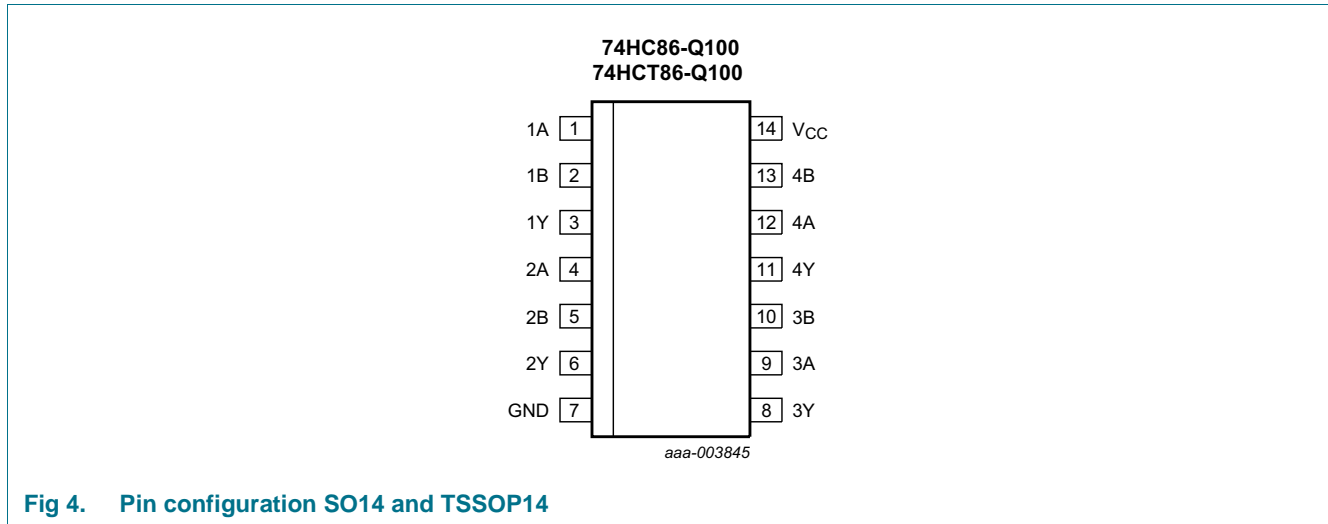 74HC86-Q100
74HCT86-Q100
1A 1 14 VCC
1B 2 13 4B
1Y 3 12 4A
2A 4 11 4Y
2B 5 10 3B
2Y 6 9 3A
GND 7 8 3Y
aaa-003845
Fig 4. Pin configuration SO14 and TSSOP14